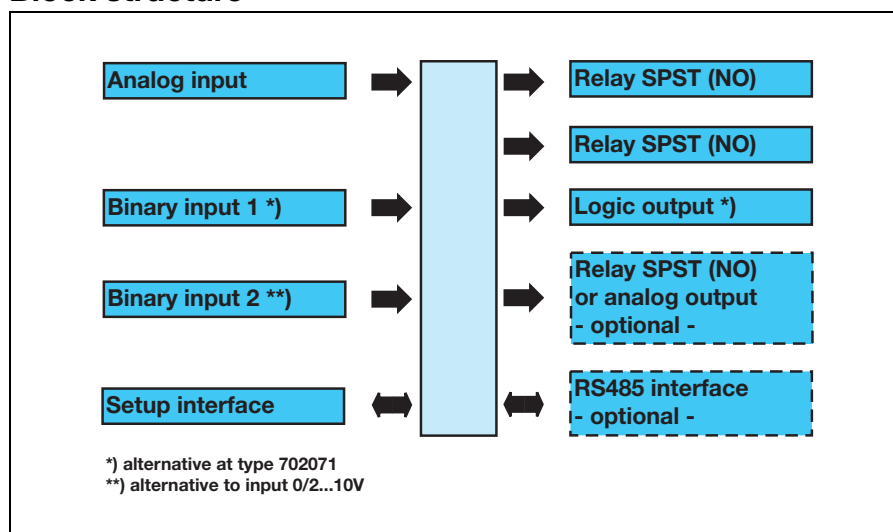 Block structure
Analog input
Relay SPST (NO)
Relay SPST (NO)
Binary input 1 *)
Logic output *)
Binary input 2 **)
Relay SPST (NO)
or analog output
- optional -
Setup interface
RS485 interface
- optional -
*) alternative at type 702071
**) alternative to input 0/2...10V